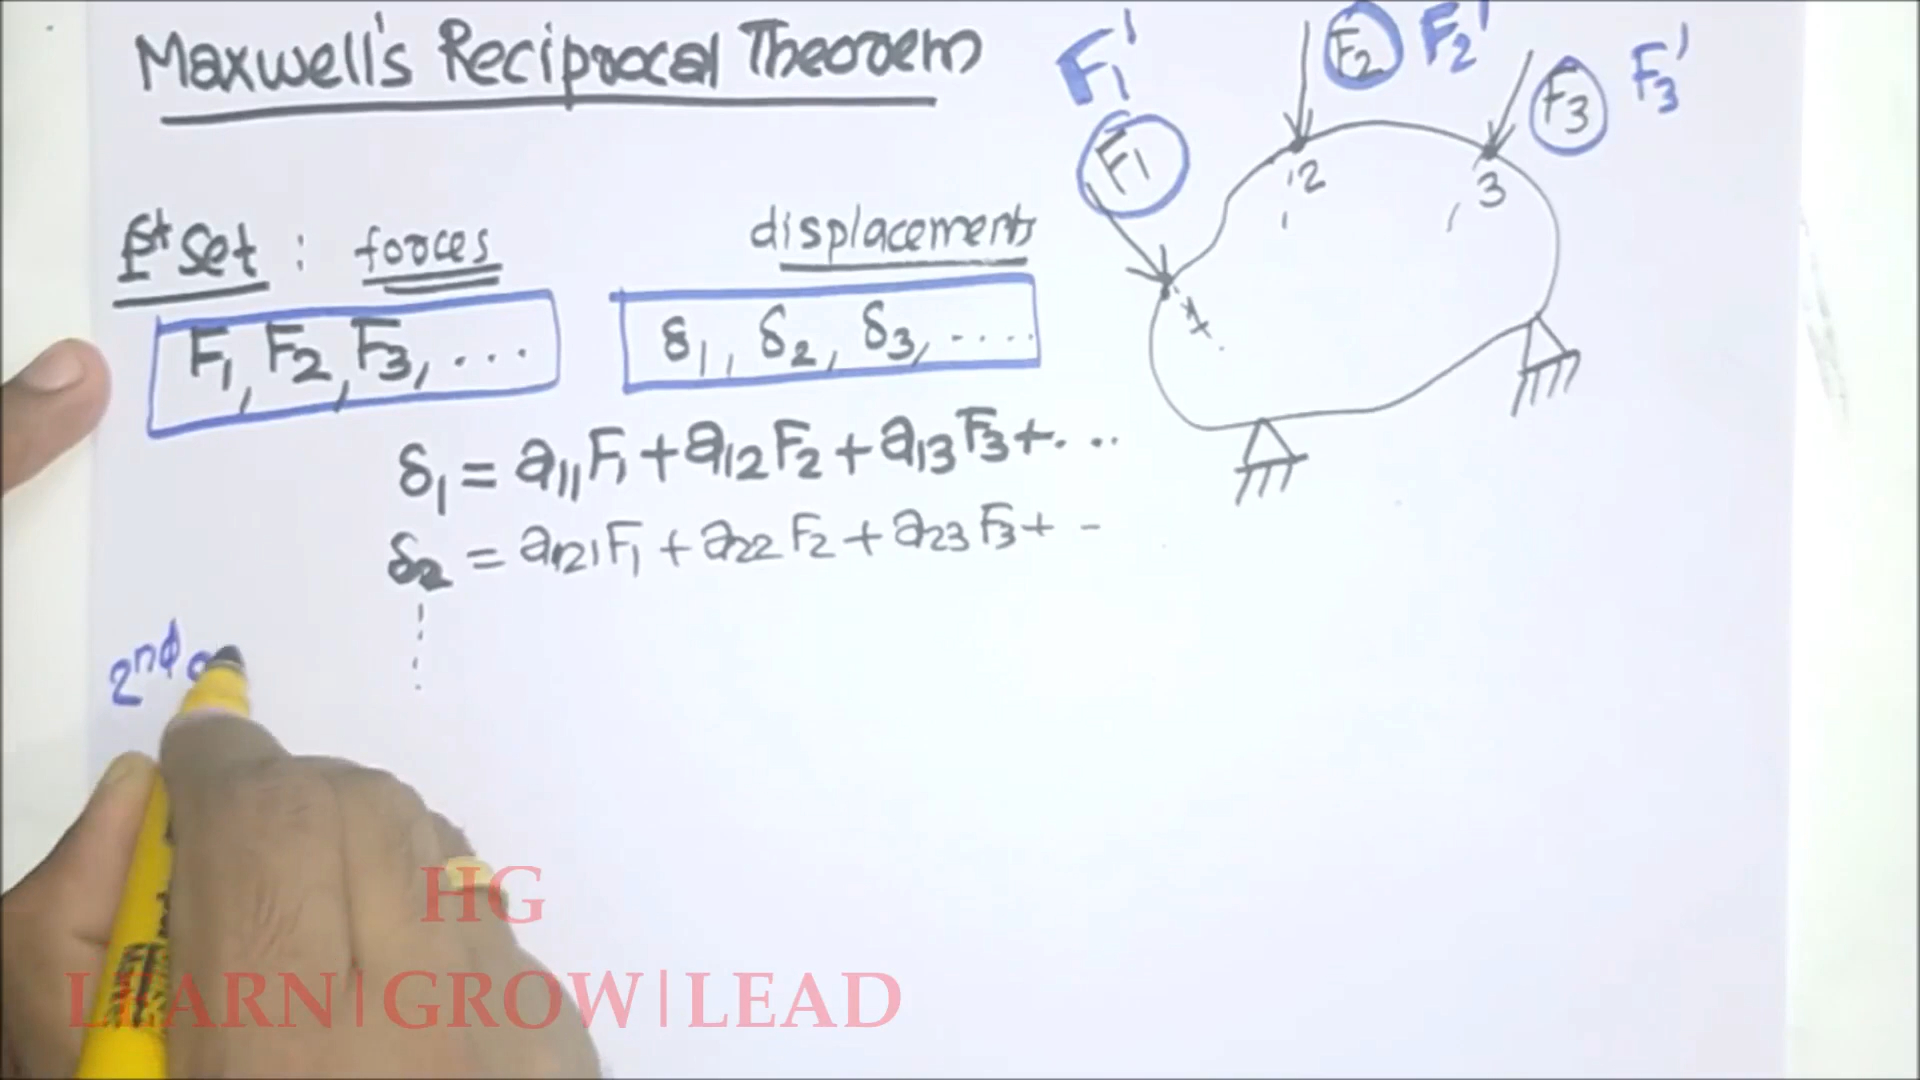 Maxwell's Reciprocal Theorem
F1' F1 F2 F2' F3 F3'
1 2 3
Ist Set : forces displacements
F1, F2, F3, ... δ1, δ2, δ3, ....
δ1 = a11F1 + a12F2 + a13F3 + ...
δ2 = a21F1 + a22F2 + a23F3 + -
2nd
HG
LEARN|GROW|LEAD